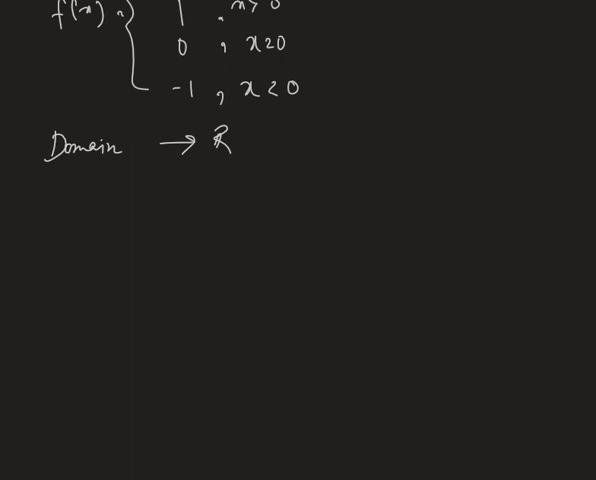 f(x) = { 1 , x > 0
0 , x = 0
-1 , x < 0
Domain → R